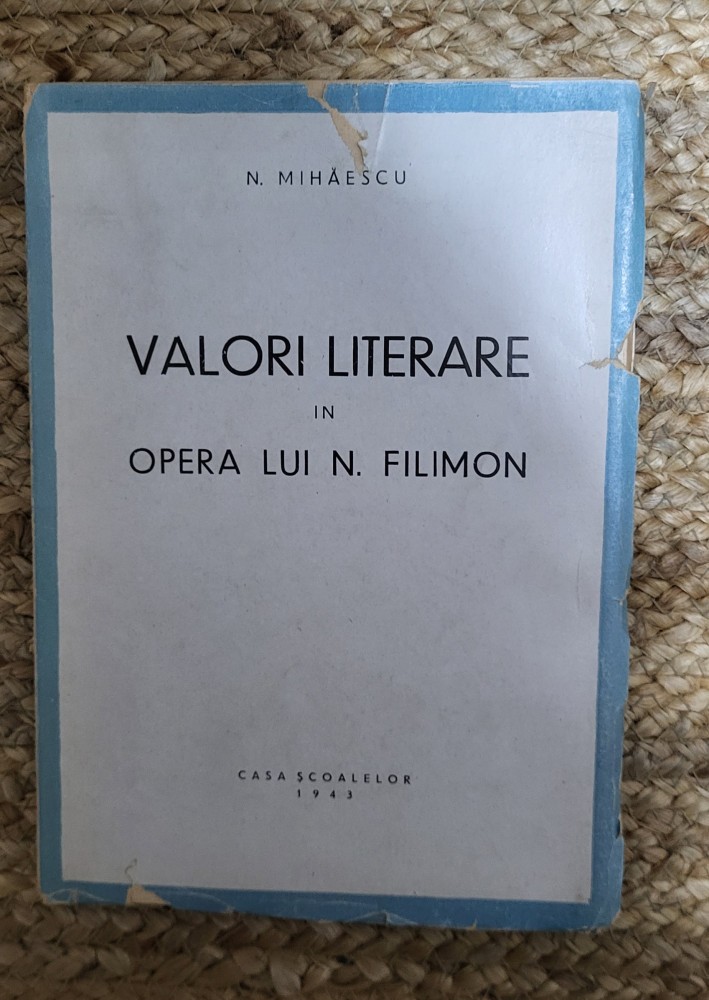 N. MIHĂESCU
VALORI LITERARE
IN
OPERA LUI N. FILIMON
CASA ȘCOALELOR
1943